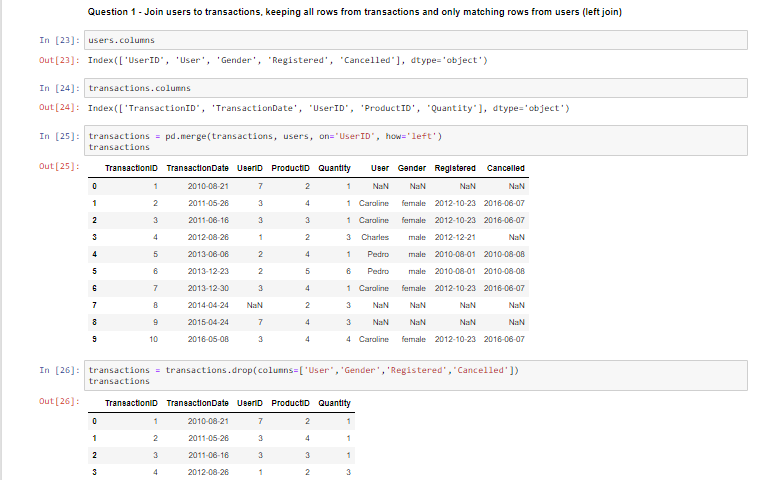 Question 1 - Join users to transactions, keeping all rows from transactions and only matching rows from users (left join)
In [23]: users.columns
Out[23]: Index(['UserID', 'User', 'Gender', 'Registered', 'Cancelled'], dtype='object')
In [24]: transactions.columns
Out[24]: Index(['TransactionID', 'TransactionDate', 'UserID', 'ProductID', 'Quantity'], dtype='object')
In [25]: transactions = pd.merge(transactions, users, on='UserID', how='left')
transactions
Out[25]: TransactionID TransactionDate UserID ProductID Quantity User Gender Registered Cancelled
0 1 2010-08-21 7 2 1 NaN NaN NaN NaN
1 2 2011-05-26 3 4 1 Caroline female 2012-10-23 2016-06-07
2 3 2011-06-16 3 3 1 Caroline female 2012-10-23 2016-06-07
3 4 2012-08-26 1 2 3 Charles male 2012-12-21 NaN
4 5 2013-06-06 2 4 1 Pedro male 2010-08-01 2010-08-08
5 6 2013-12-23 2 5 6 Pedro male 2010-08-01 2010-08-08
6 7 2013-12-30 3 4 1 Caroline female 2012-10-23 2016-06-07
7 8 2014-04-24 NaN 2 3 NaN NaN NaN NaN
8 9 2015-04-24 7 4 3 NaN NaN NaN NaN
9 10 2016-05-08 3 4 4 Caroline female 2012-10-23 2016-06-07
In [26]: transactions = transactions.drop(columns=['User','Gender','Registered','Cancelled'])
transactions
Out[26]: TransactionID TransactionDate UserID ProductID Quantity
0 1 2010-08-21 7 2 1
1 2 2011-05-26 3 4 1
2 3 2011-06-16 3 3 1
3 4 2012-08-26 1 2 3